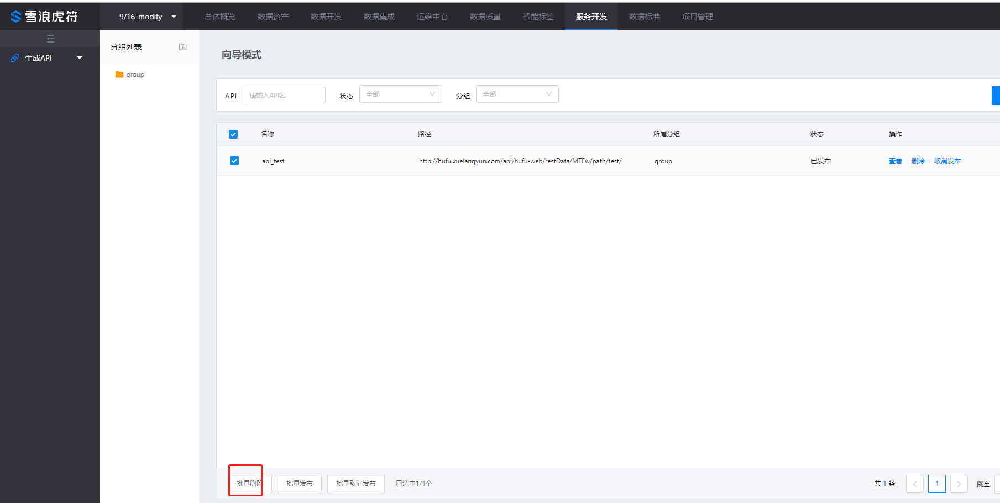 雪浪虎符
9/16_modify
总体概览 数据资产 数据开发 数据集成 运维中心 数据质量 智能标签 服务开发 数据标准 项目管理
生成API
分组列表
group
向导模式
API 请输入API名 状态 全部 分组 全部
名称 路径 所属分组 状态 操作
api_test http://hufu.xuelangyun.com/api/hufu-web/restData/MTEw/path/test/ group 已发布 查看 删除 取消发布
批量删除 批量发布 批量取消发布 已选中1/1个 共 1 条 < 1 > 跳至